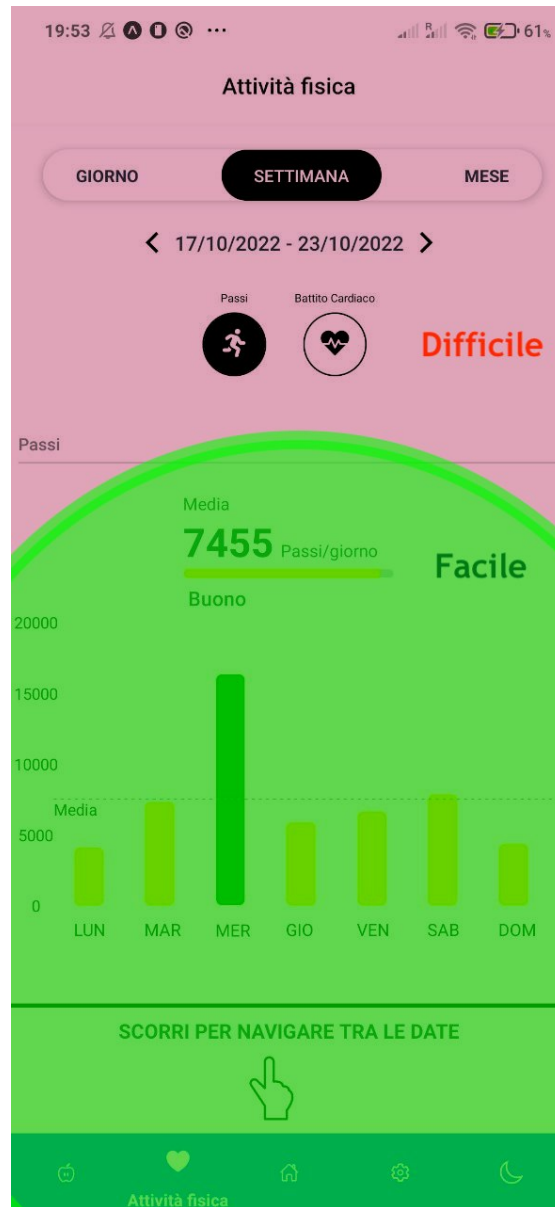 19:53 61%
Attività fisica
GIORNO SETTIMANA MESE
17/10/2022 - 23/10/2022
Passi Battito Cardiaco
Difficile
Passi
Media
7455 Passi/giorno
Facile
Buono
20000
15000
10000
Media
5000
0
LUN MAR MER GIO VEN SAB DOM
SCORRI PER NAVIGARE TRA LE DATE
Attività fisica